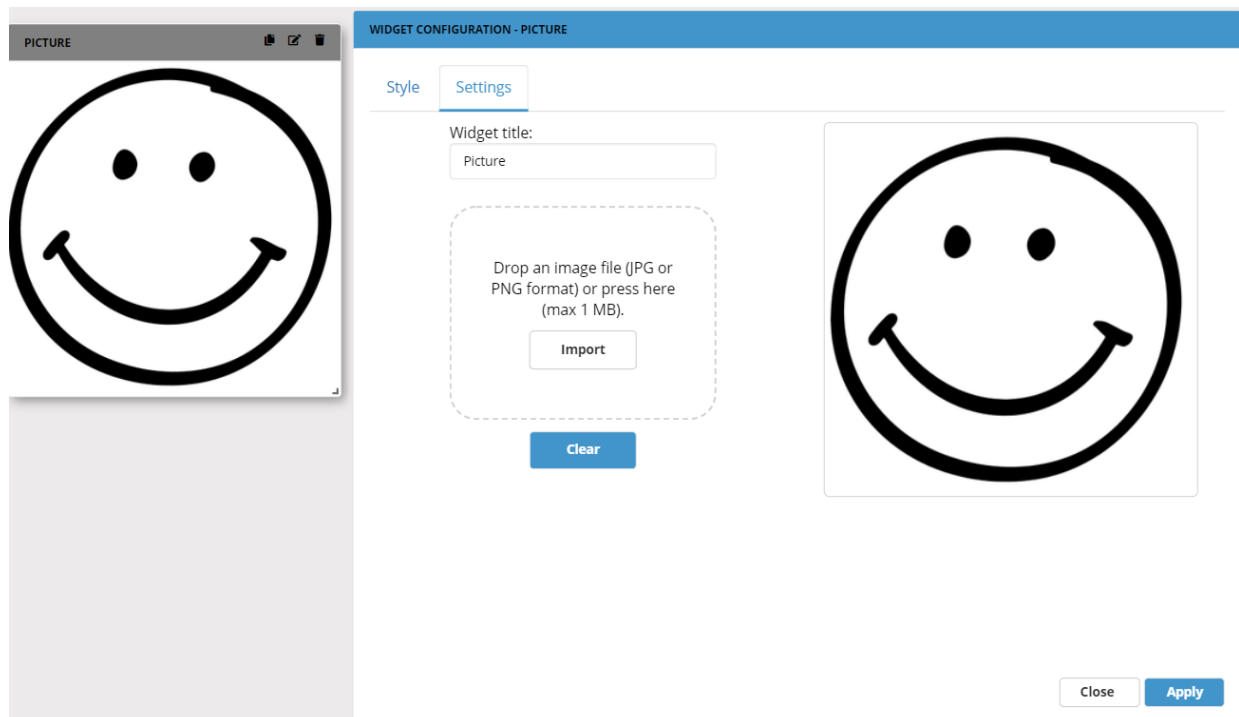 PICTURE
WIDGET CONFIGURATION - PICTURE
Style
Settings
Widget title:
Picture
Drop an image file (JPG or
PNG format) or press here
(max 1 MB).
Import
Clear
Close
Apply